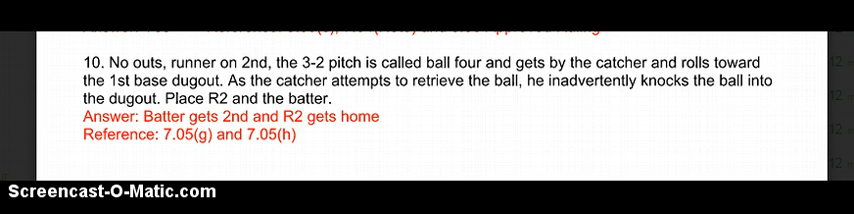 10. No outs, runner on 2nd, the 3-2 pitch is called ball four and gets by the catcher and rolls toward
the 1st base dugout. As the catcher attempts to retrieve the ball, he inadvertently knocks the ball into
the dugout. Place R2 and the batter.
Answer: Batter gets 2nd and R2 gets home
Reference: 7.05(g) and 7.05(h)
Screencast-O-Matic.com